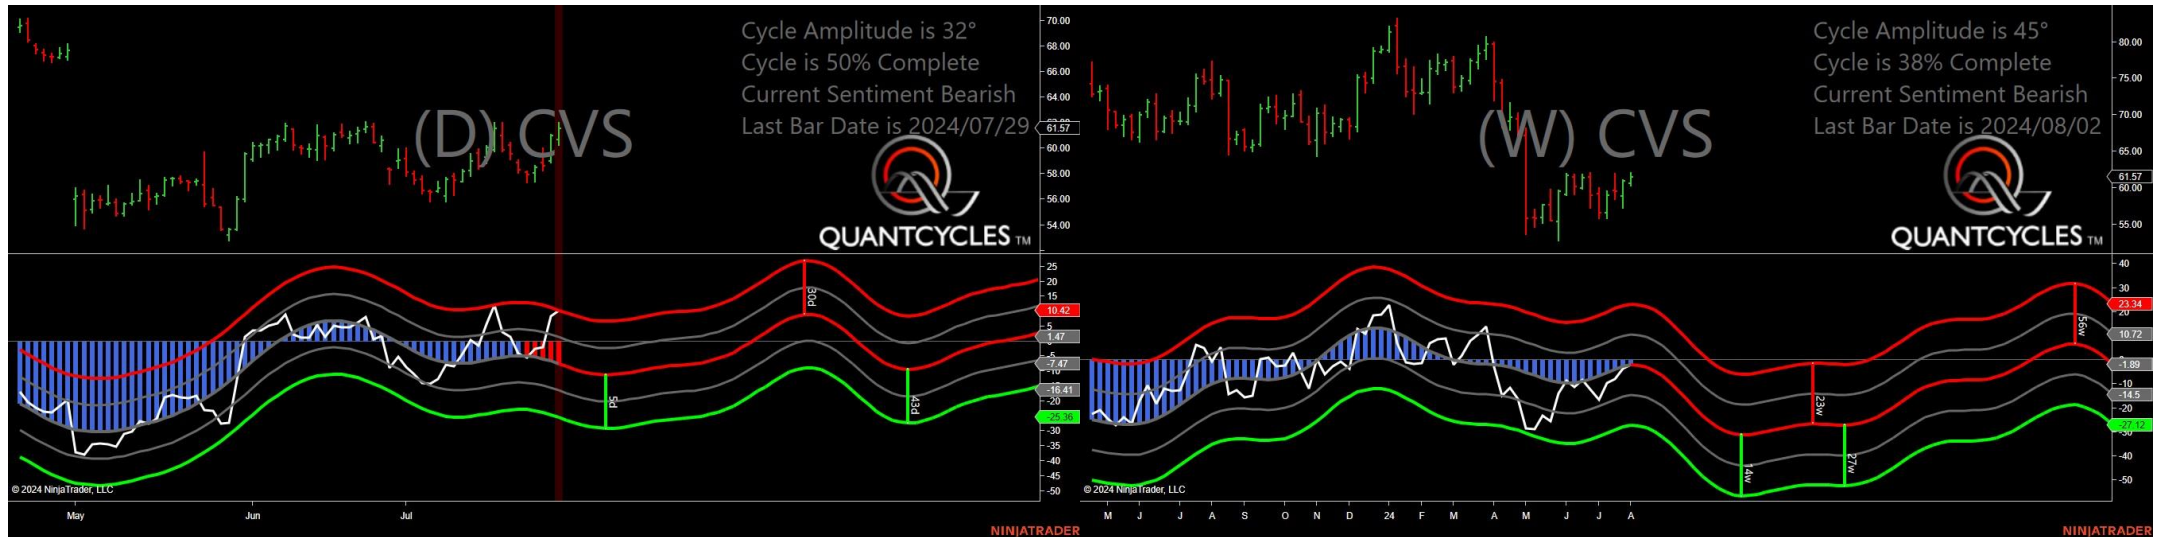 Cycle Amplitude is 32°
Cycle is 50% Complete
Current Sentiment Bearish
Last Bar Date is 2024/07/29
(D) CVS
QUANTCYCLES TM
70.00
68.00
66.00
64.00
61.57
60.00
58.00
56.00
54.00
25
20
15
10.42
5
1.47
-5
-7.47
-10
-16.41
-20
-25.36
-30
-35
-40
-45
-50
5d
30d
43d
© 2024 NinjaTrader, LLC
May Jun Jul
NINJATRADER
Cycle Amplitude is 45°
Cycle is 38% Complete
Current Sentiment Bearish
Last Bar Date is 2024/08/02
(W) CVS
QUANTCYCLES TM
80.00
75.00
70.00
65.00
61.57
60.00
55.00
40
30
23.34
20
10.72
-1.89
-10
-14.5
-20
-27.12
-40
-50
14w
23w
27w
56w
© 2024 NinjaTrader, LLC
M J J A S O N D 24 F M A M J J A
NINJATRADER